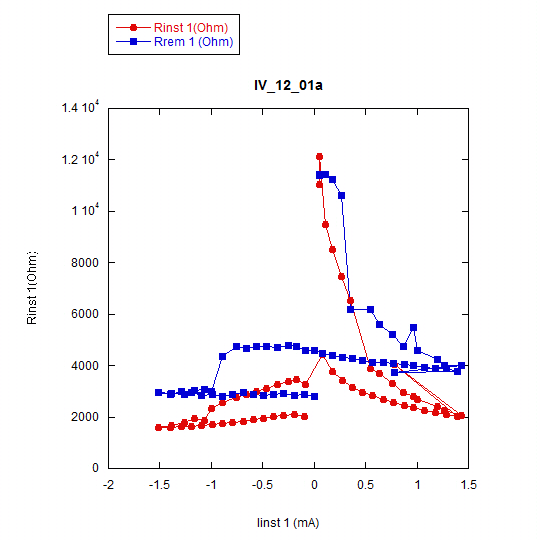 Rinst 1(Ohm)
Rrem 1 (Ohm)
IV_12_01a
1.4 10⁴
1.2 10⁴
1 10⁴
8000
6000
4000
2000
0
Rinst 1(Ohm)
-2 -1.5 -1 -0.5 0 0.5 1 1.5
Iinst 1 (mA)